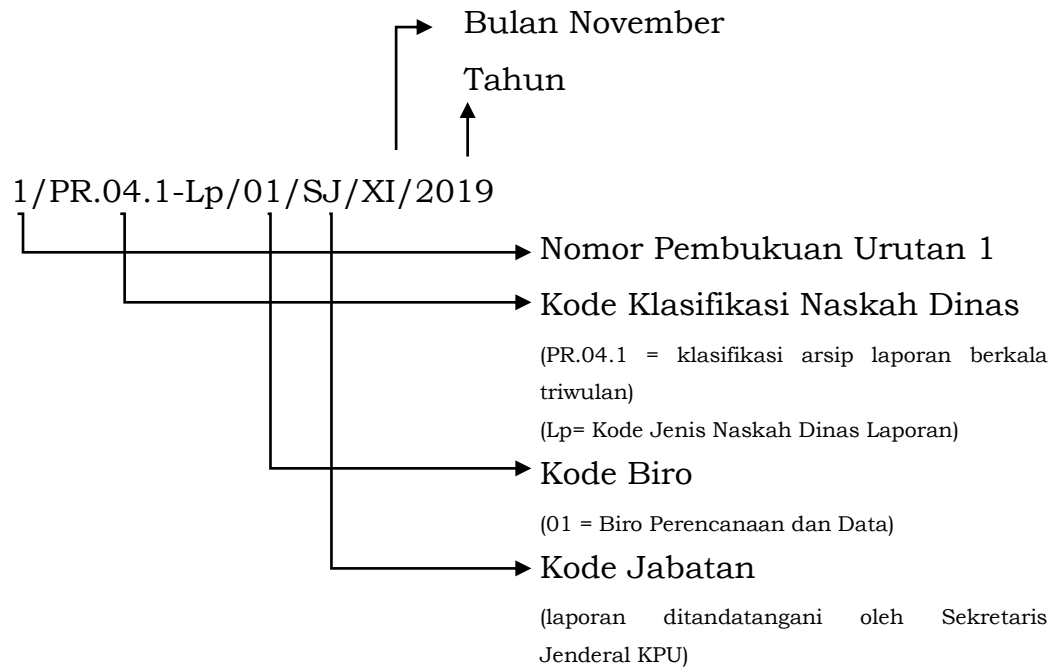 Bulan November
Tahun
1/PR.04.1-Lp/01/SJ/XI/2019
Nomor Pembukuan Urutan 1
Kode Klasifikasi Naskah Dinas
(PR.04.1 = klasifikasi arsip laporan berkala
triwulan)
(Lp= Kode Jenis Naskah Dinas Laporan)
Kode Biro
(01 = Biro Perencanaan dan Data)
Kode Jabatan
(laporan ditandatangani oleh Sekretaris
Jenderal KPU)